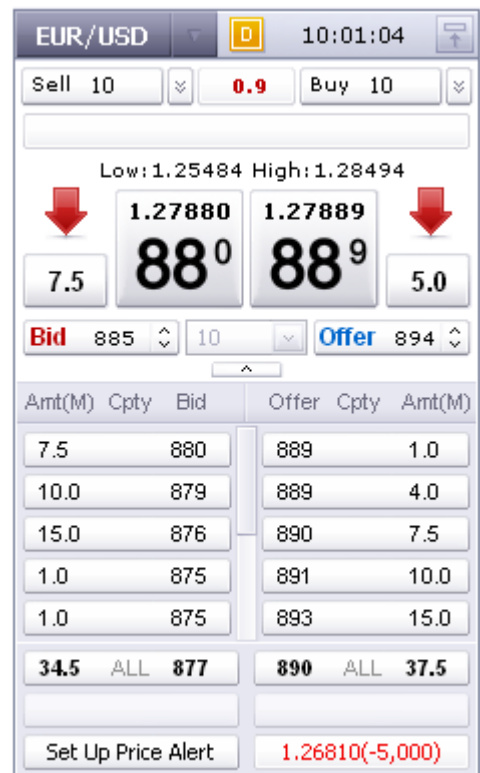 EUR/USD D 10:01:04
Sell 10 0.9 Buy 10
Low:1.25484 High:1.28494
1.27880 1.27889
88⁰ 88⁹
7.5 5.0
Bid 885 10 Offer 894
Amt(M) Cpty Bid Offer Cpty Amt(M)
7.5 880 889 1.0
10.0 879 889 4.0
15.0 876 890 7.5
1.0 875 891 10.0
1.0 875 893 15.0
34.5 ALL 877 890 ALL 37.5
Set Up Price Alert 1.26810(-5,000)